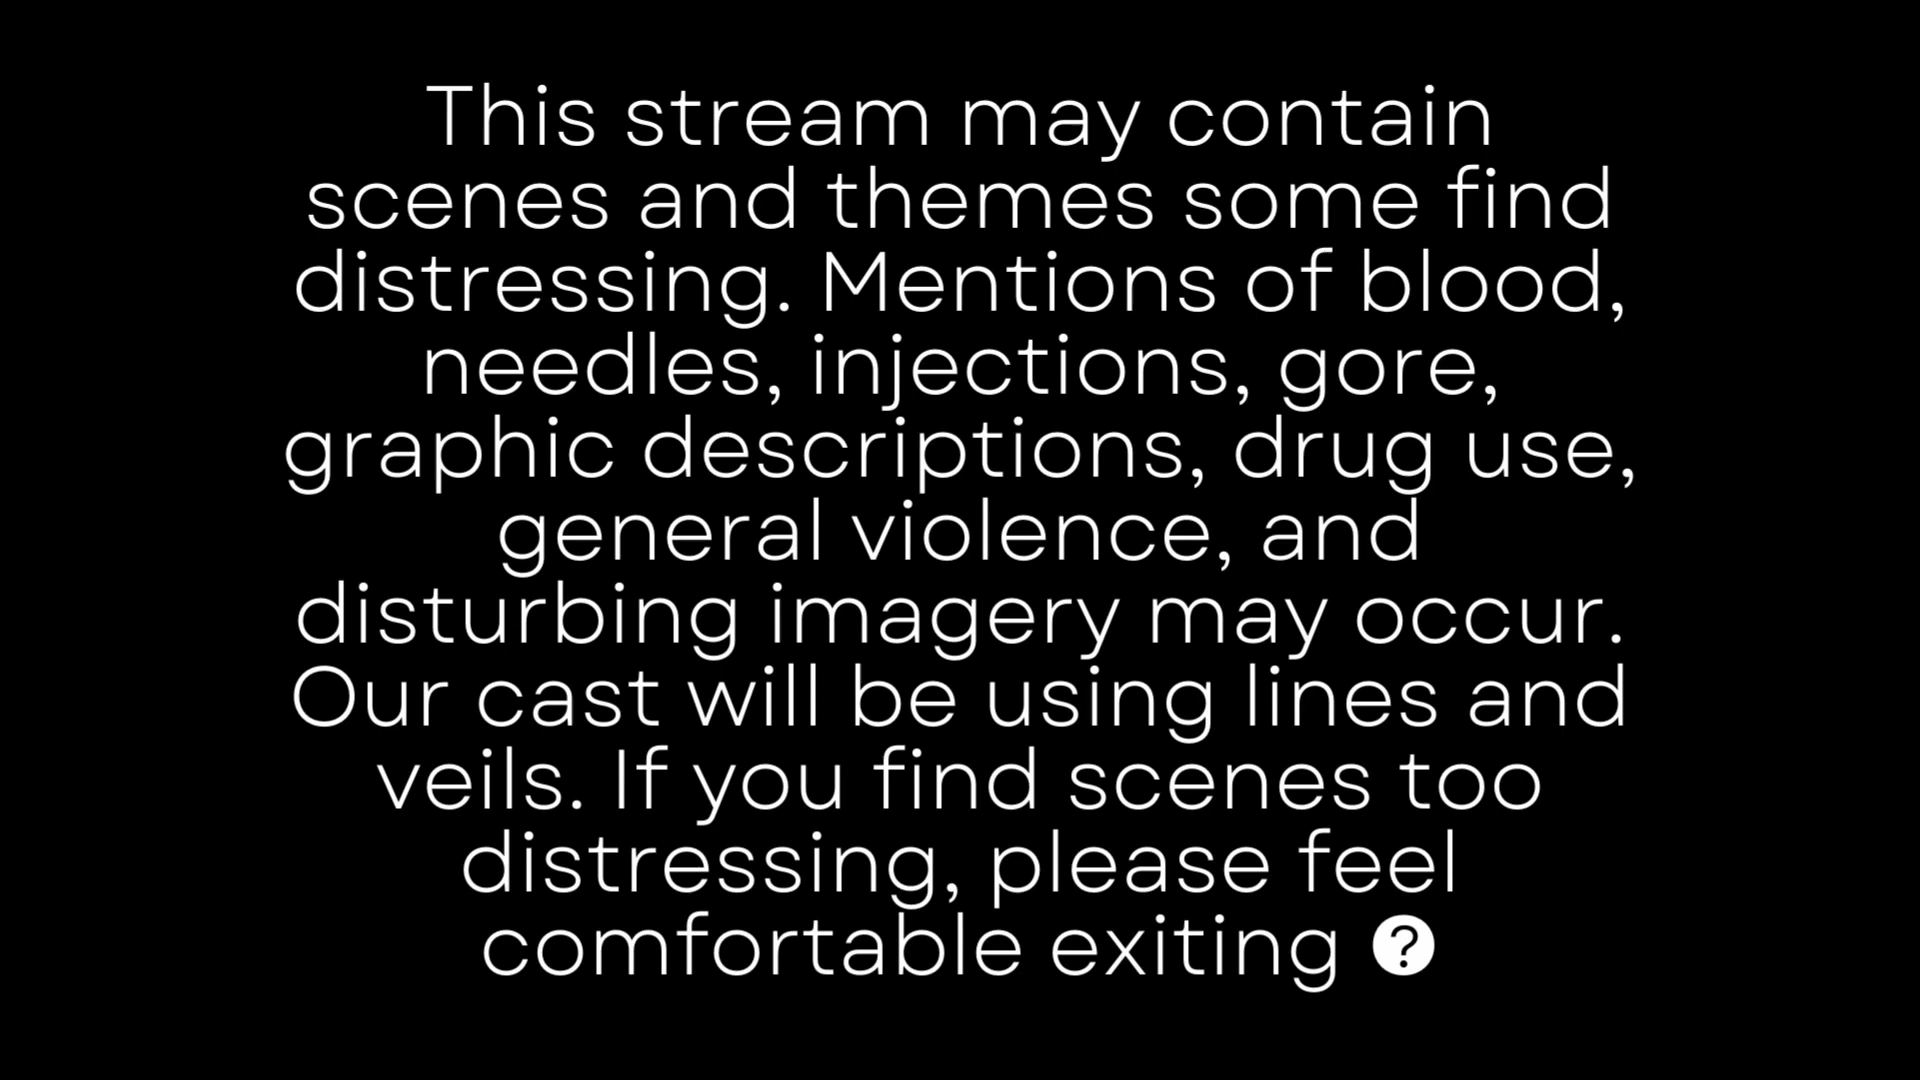 This stream may contain
scenes and themes some find
distressing. Mentions of blood,
needles, injections, gore,
graphic descriptions, drug use,
general violence, and
disturbing imagery may occur.
Our cast will be using lines and
veils. If you find scenes too
distressing, please feel
comfortable exiting ?